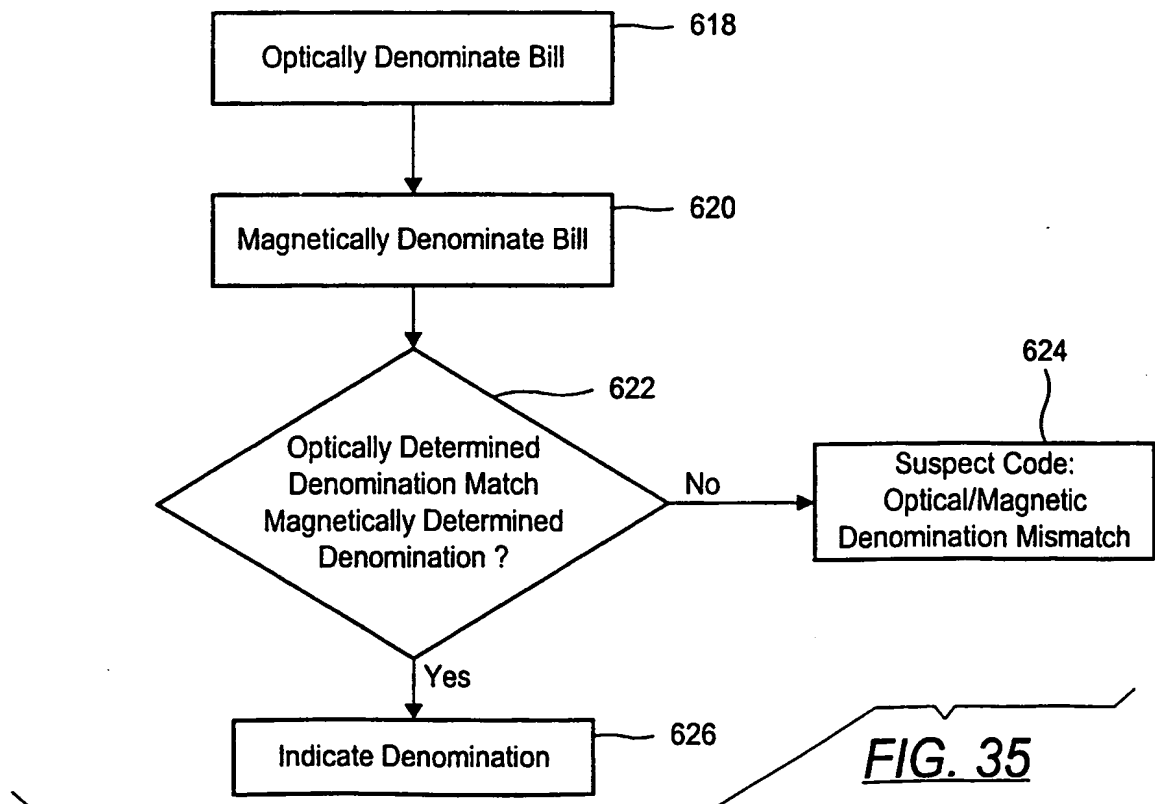 618
Optically Denominate Bill
620
Magnetically Denominate Bill
622
Optically Determined
Denomination Match
Magnetically Determined
Denomination ?
No
624
Suspect Code:
Optical/Magnetic
Denomination Mismatch
Yes
Indicate Denomination
626
FIG. 35